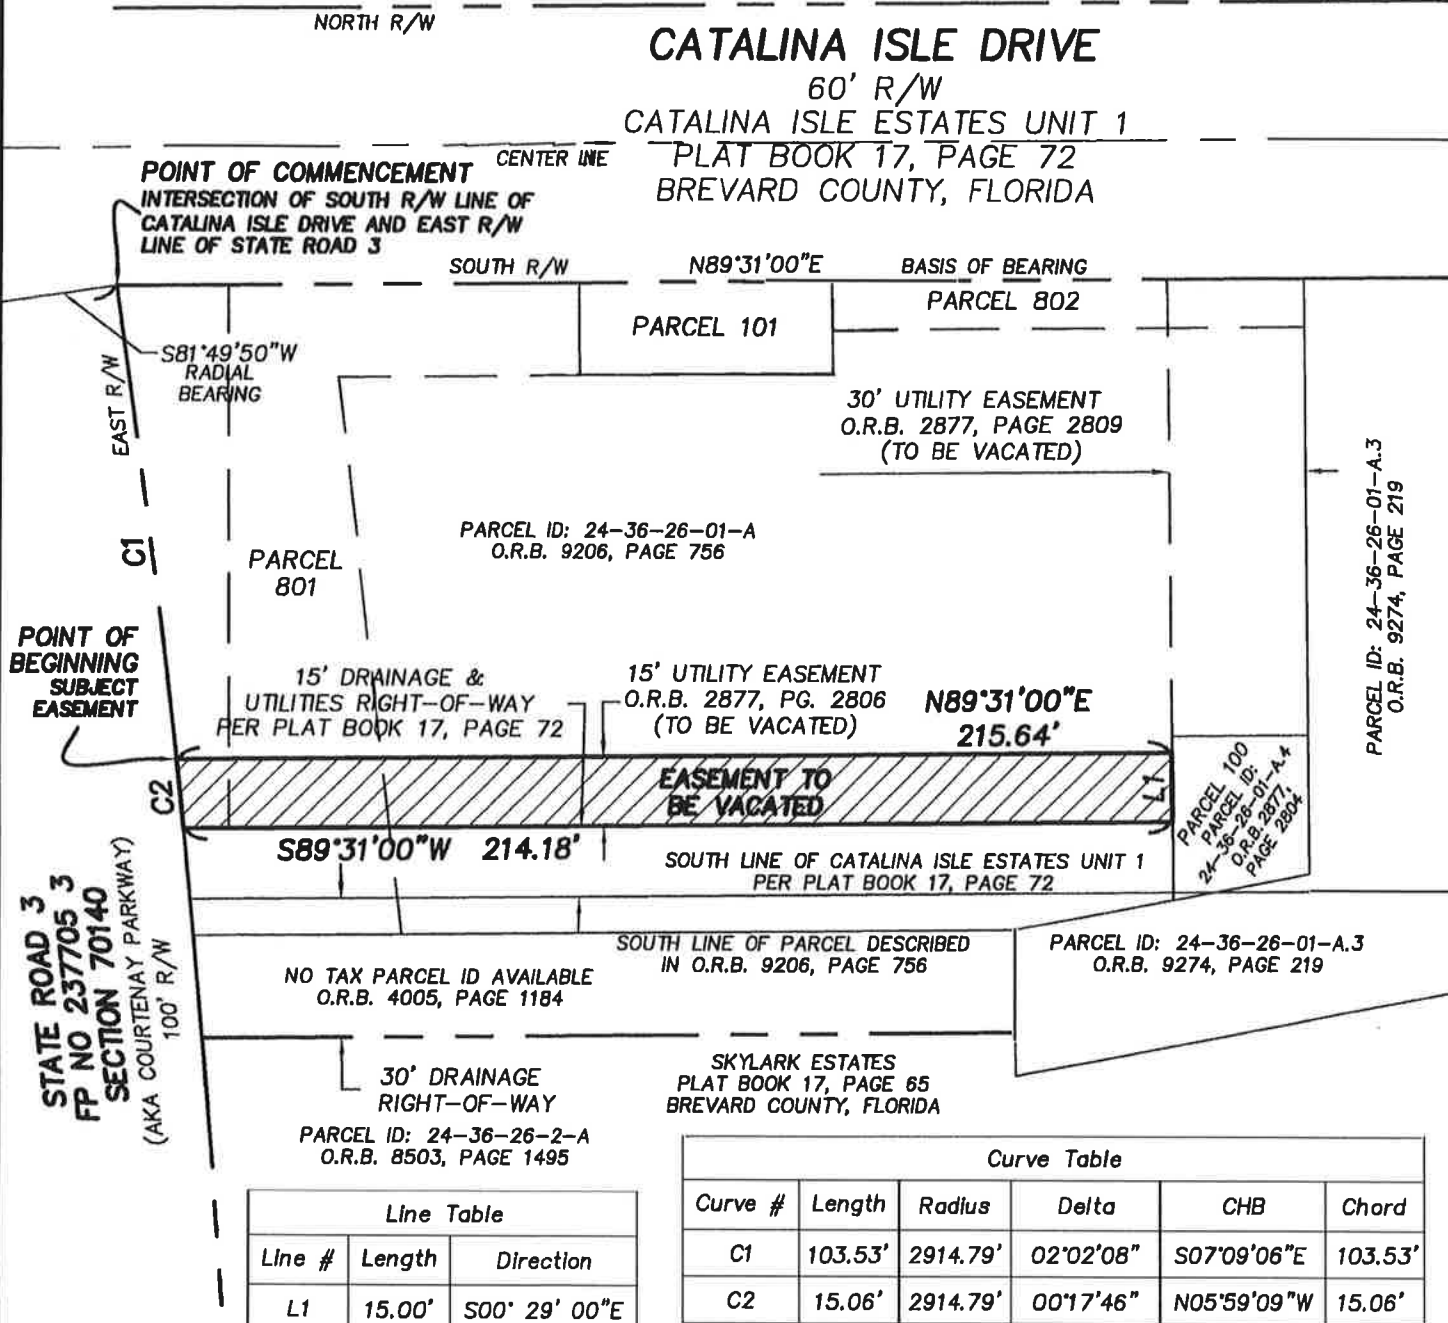 NORTH R/W
CATALINA ISLE DRIVE
60' R/W
CATALINA ISLE ESTATES UNIT 1
PLAT BOOK 17, PAGE 72
BREVARD COUNTY, FLORIDA
CENTER LINE
POINT OF COMMENCEMENT
INTERSECTION OF SOUTH R/W LINE OF
CATALINA ISLE DRIVE AND EAST R/W
LINE OF STATE ROAD 3
SOUTH R/W
N89°31'00"E
BASIS OF BEARING
PARCEL 802
PARCEL 101
S81°49'50"W
RADIAL
BEARING
EAST R/W
30' UTILITY EASEMENT
O.R.B. 2877, PAGE 2809
(TO BE VACATED)
PARCEL ID: 24-36-26-01-A.3
O.R.B. 9274, PAGE 219
PARCEL ID: 24-36-26-01-A
O.R.B. 9206, PAGE 756
C1
PARCEL
801
POINT OF
BEGINNING
SUBJECT
EASEMENT
15' DRAINAGE &
UTILITIES RIGHT-OF-WAY
PER PLAT BOOK 17, PAGE 72
15' UTILITY EASEMENT
O.R.B. 2877, PG. 2806
(TO BE VACATED)
N89°31'00"E
215.64'
EASEMENT TO
BE VACATED
L1
C2
PARCEL 100
PARCEL ID:
24-36-26-01-A.4
O.R.B. 2877,
PAGE 2804
S89°31'00"W 214.18'
SOUTH LINE OF CATALINA ISLE ESTATES UNIT 1
PER PLAT BOOK 17, PAGE 72
STATE ROAD 3
FP NO 237705 3
SECTION 70140
(AKA COURTENAY PARKWAY)
100' R/W
SOUTH LINE OF PARCEL DESCRIBED
IN O.R.B. 9206, PAGE 756
PARCEL ID: 24-36-26-01-A.3
O.R.B. 9274, PAGE 219
NO TAX PARCEL ID AVAILABLE
O.R.B. 4005, PAGE 1184
30' DRAINAGE
RIGHT-OF-WAY
PARCEL ID: 24-36-26-2-A
O.R.B. 8503, PAGE 1495
SKYLARK ESTATES
PLAT BOOK 17, PAGE 65
BREVARD COUNTY, FLORIDA
Line Table
Line # Length Direction
L1 15.00' S00° 29' 00"E
Curve Table
Curve # Length Radius Delta CHB Chord
C1 103.53' 2914.79' 02°02'08" S07°09'06"E 103.53'
C2 15.06' 2914.79' 00°17'46" N05°59'09"W 15.06'